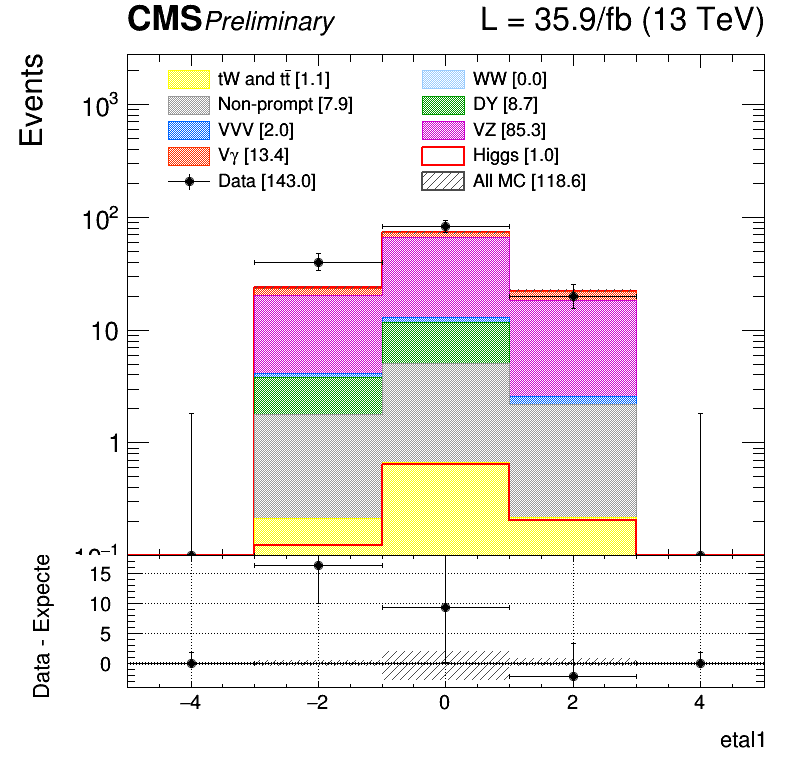 CMS Preliminary L = 35.9/fb (13 TeV)
Events
tW and tt̄ [1.1] WW [0.0]
Non-prompt [7.9] DY [8.7]
VVV [2.0] VZ [85.3]
Vγ [13.4] Higgs [1.0]
Data [143.0] All MC [118.6]
10³
10²
10
1
Data - Expecte
15
10
5
0
−4 −2 0 2 4
etal1